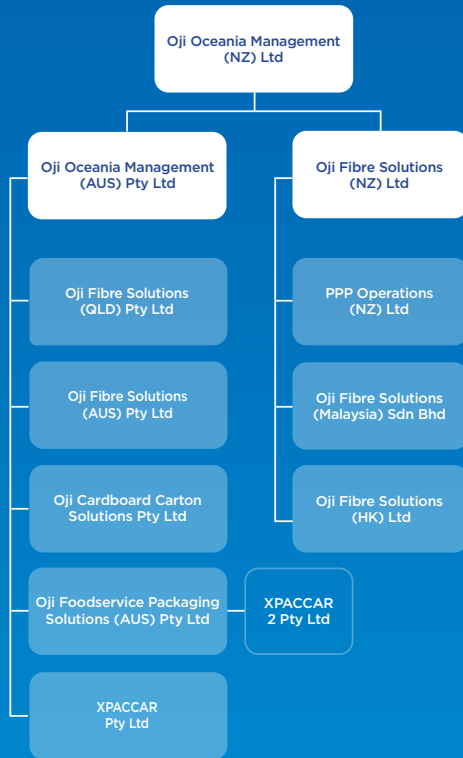 Oji Oceania Management
(NZ) Ltd
Oji Oceania Management
(AUS) Pty Ltd
Oji Fibre Solutions
(NZ) Ltd
Oji Fibre Solutions
(QLD) Pty Ltd
PPP Operations
(NZ) Ltd
Oji Fibre Solutions
(AUS) Pty Ltd
Oji Fibre Solutions
(Malaysia) Sdn Bhd
Oji Cardboard Carton
Solutions Pty Ltd
Oji Fibre Solutions
(HK) Ltd
Oji Foodservice Packaging
Solutions (AUS) Pty Ltd
XPACCAR
2 Pty Ltd
XPACCAR
Pty Ltd